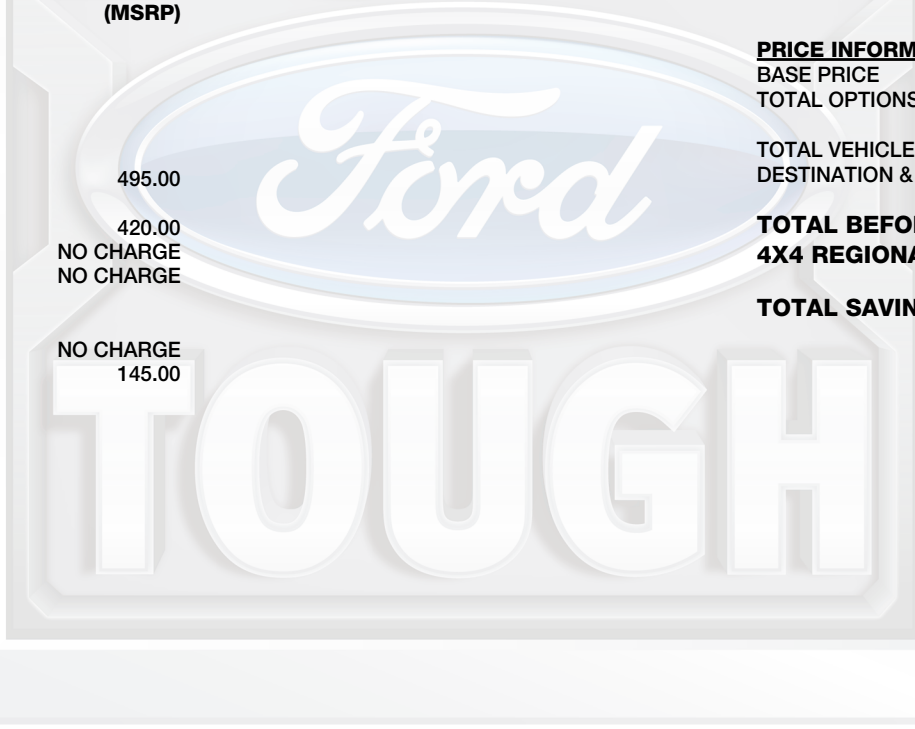 (MSRP)
495.00
420.00
NO CHARGE
NO CHARGE
NO CHARGE
145.00
PRICE INFORM
BASE PRICE
TOTAL OPTIONS
TOTAL VEHICLE
DESTINATION &
TOTAL BEFO
4X4 REGIONA
TOTAL SAVIN
Ford
TOUGH